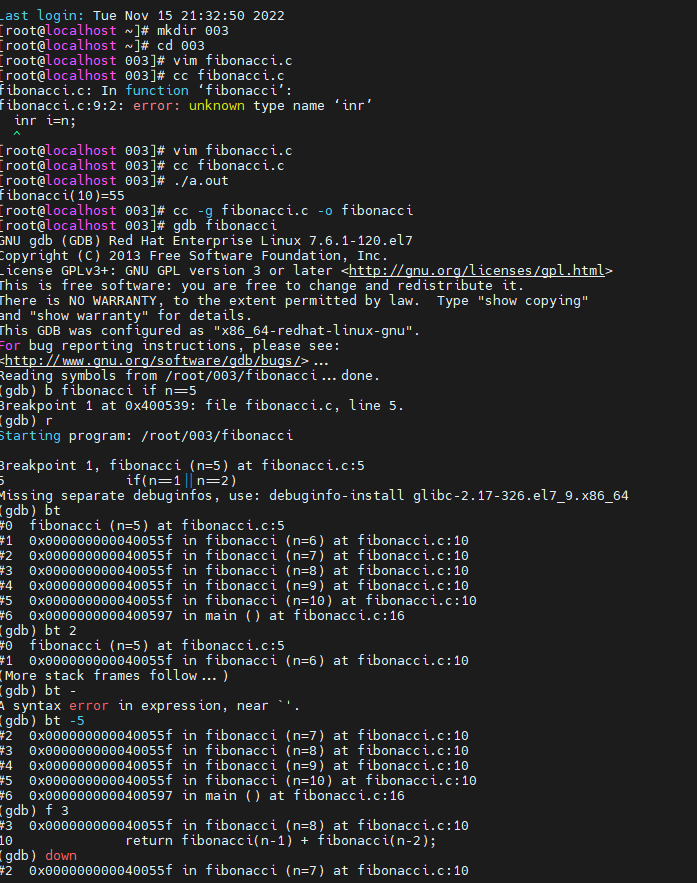 Last login: Tue Nov 15 21:32:50 2022
[root@localhost ~]# mkdir 003
[root@localhost ~]# cd 003
[root@localhost 003]# vim fibonacci.c
[root@localhost 003]# cc fibonacci.c
fibonacci.c: In function ‘fibonacci’:
fibonacci.c:9:2: error: unknown type name ‘inr’
  inr i=n;
  ^
[root@localhost 003]# vim fibonacci.c
[root@localhost 003]# cc fibonacci.c
[root@localhost 003]# ./a.out
fibonacci(10)=55
[root@localhost 003]# cc -g fibonacci.c -o fibonacci
[root@localhost 003]# gdb fibonacci
GNU gdb (GDB) Red Hat Enterprise Linux 7.6.1-120.el7
Copyright (C) 2013 Free Software Foundation, Inc.
License GPLv3+: GNU GPL version 3 or later <http://gnu.org/licenses/gpl.html>
This is free software: you are free to change and redistribute it.
There is NO WARRANTY, to the extent permitted by law.  Type "show copying"
and "show warranty" for details.
This GDB was configured as "x86_64-redhat-linux-gnu".
For bug reporting instructions, please see:
<http://www.gnu.org/software/gdb/bugs/>...
Reading symbols from /root/003/fibonacci...done.
(gdb) b fibonacci if n==5
Breakpoint 1 at 0x400539: file fibonacci.c, line 5.
(gdb) r
Starting program: /root/003/fibonacci
Breakpoint 1, fibonacci (n=5) at fibonacci.c:5
5               if(n==1||n==2)
Missing separate debuginfos, use: debuginfo-install glibc-2.17-326.el7_9.x86_64
(gdb) bt
#0  fibonacci (n=5) at fibonacci.c:5
#1  0x000000000040055f in fibonacci (n=6) at fibonacci.c:10
#2  0x000000000040055f in fibonacci (n=7) at fibonacci.c:10
#3  0x000000000040055f in fibonacci (n=8) at fibonacci.c:10
#4  0x000000000040055f in fibonacci (n=9) at fibonacci.c:10
#5  0x000000000040055f in fibonacci (n=10) at fibonacci.c:10
#6  0x0000000000400597 in main () at fibonacci.c:16
(gdb) bt 2
#0  fibonacci (n=5) at fibonacci.c:5
#1  0x000000000040055f in fibonacci (n=6) at fibonacci.c:10
(More stack frames follow...)
(gdb) bt -
A syntax error in expression, near `'.
(gdb) bt -5
#2  0x000000000040055f in fibonacci (n=7) at fibonacci.c:10
#3  0x000000000040055f in fibonacci (n=8) at fibonacci.c:10
#4  0x000000000040055f in fibonacci (n=9) at fibonacci.c:10
#5  0x000000000040055f in fibonacci (n=10) at fibonacci.c:10
#6  0x0000000000400597 in main () at fibonacci.c:16
(gdb) f 3
#3  0x000000000040055f in fibonacci (n=8) at fibonacci.c:10
10              return fibonacci(n-1) + fibonacci(n-2);
(gdb) down
#2  0x000000000040055f in fibonacci (n=7) at fibonacci.c:10